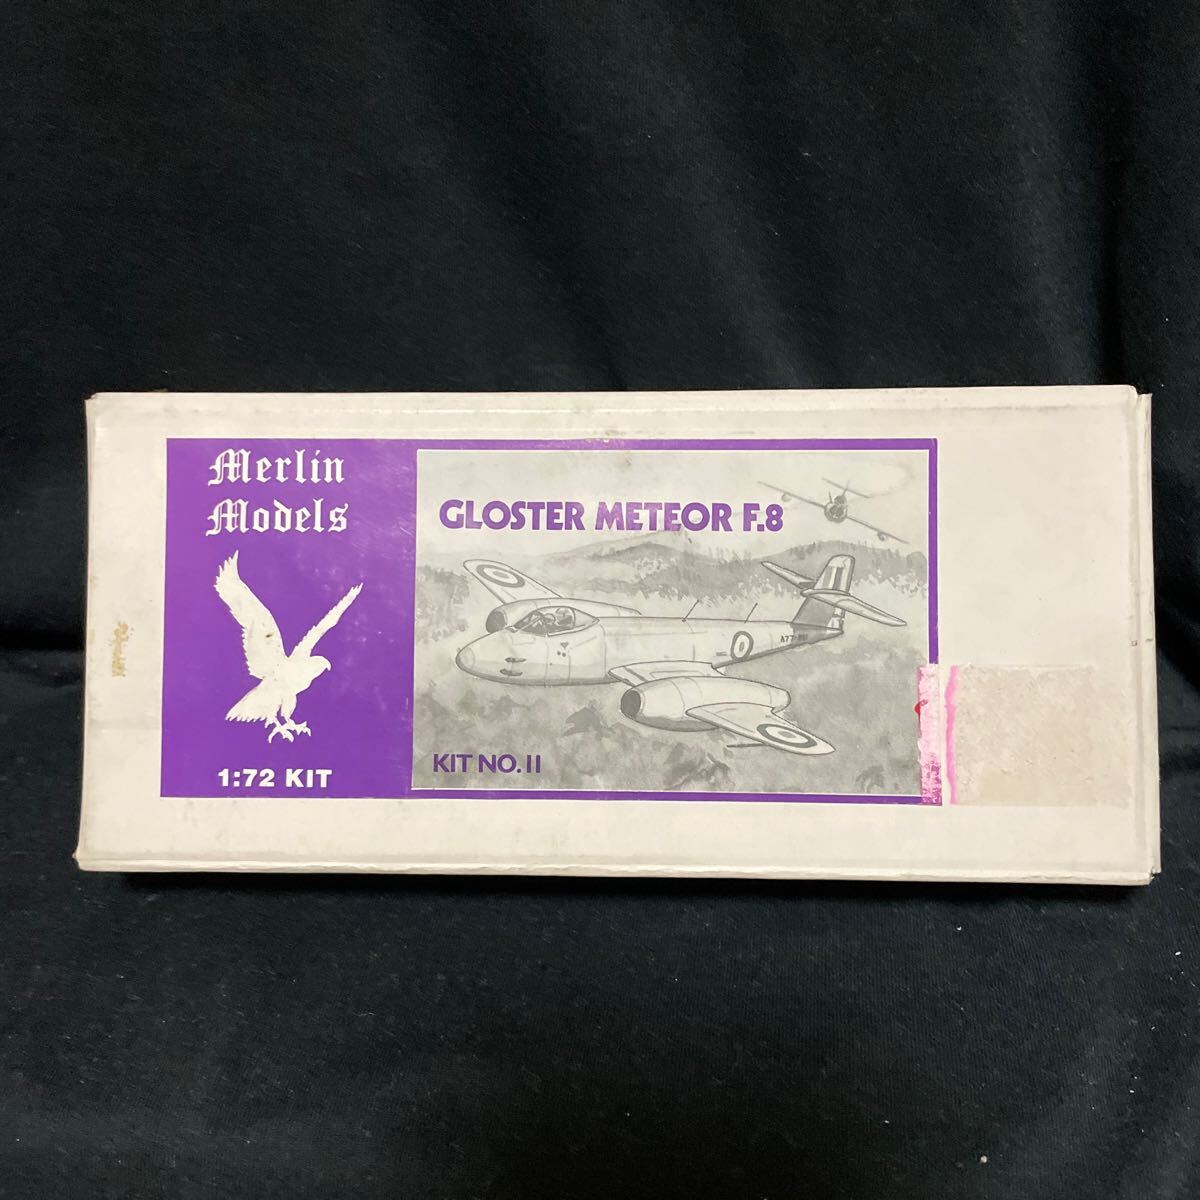 Merlin
Models
1:72 KIT
GLOSTER METEOR F.8
KIT NO. 11